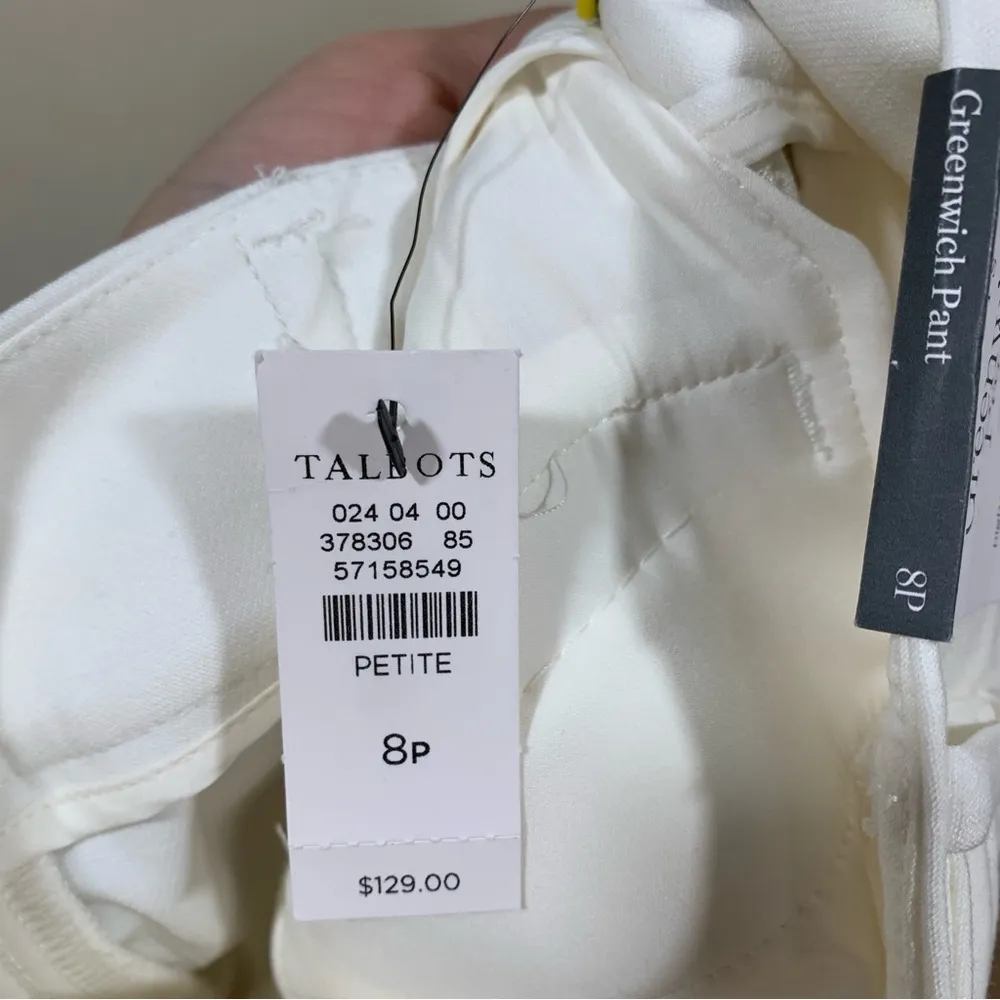 TALBOTS
024 04 00
378306 85
57158549
PETITE
8P
$129.00
Greenwich Pant
8P